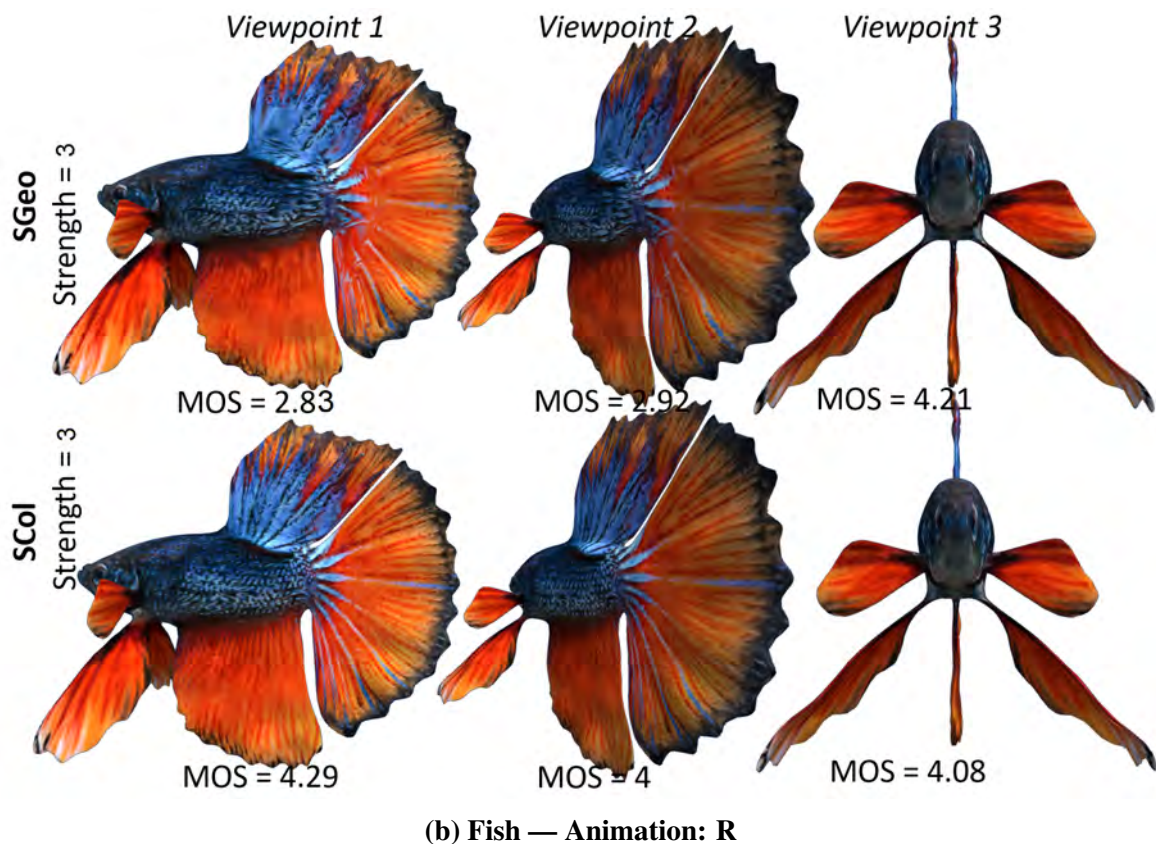 Viewpoint 1 Viewpoint 2 Viewpoint 3
SGeo
Strength = 3
MOS = 2.83 MOS = 2.92 MOS = 4.21
SCol
Strength = 3
MOS = 4.29 MOS = 4 MOS = 4.08
(b) Fish — Animation: R